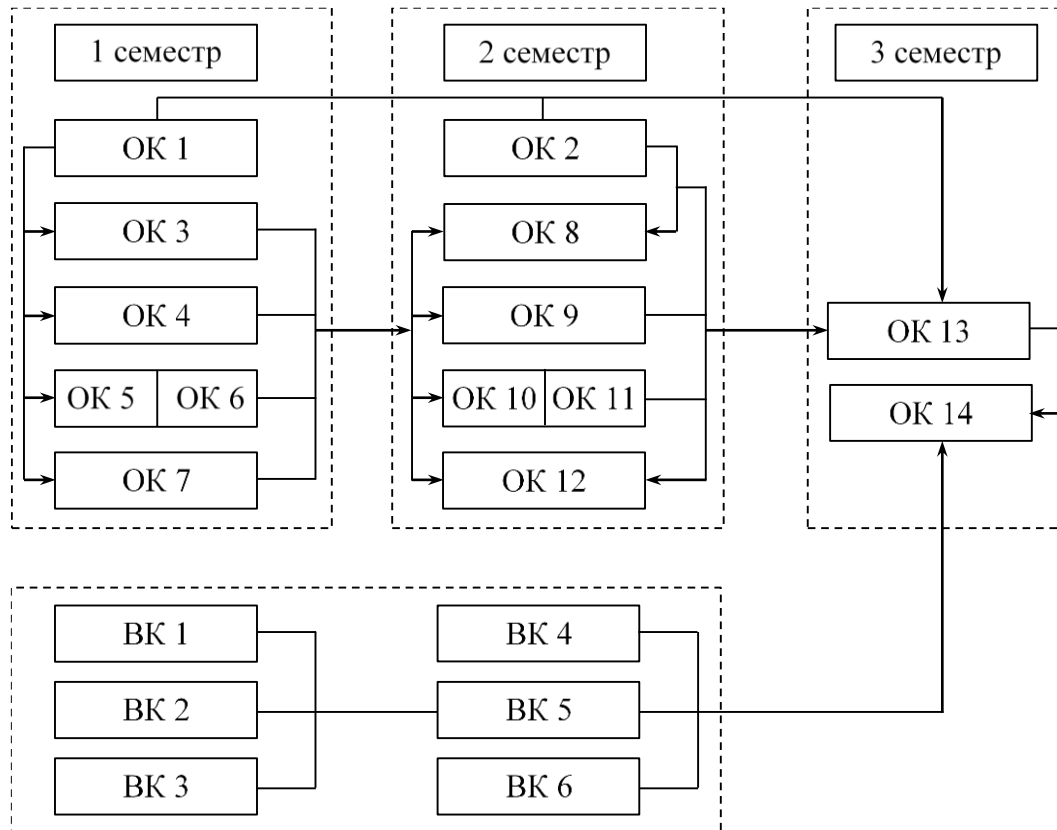 1 семестр
2 семестр
3 семестр
ОК 1
ОК 2
ОК 3
ОК 8
ОК 4
ОК 9
ОК 13
ОК 5
ОК 6
ОК 10
ОК 11
ОК 14
ОК 7
ОК 12
ВК 1
ВК 4
ВК 2
ВК 5
ВК 3
ВК 6